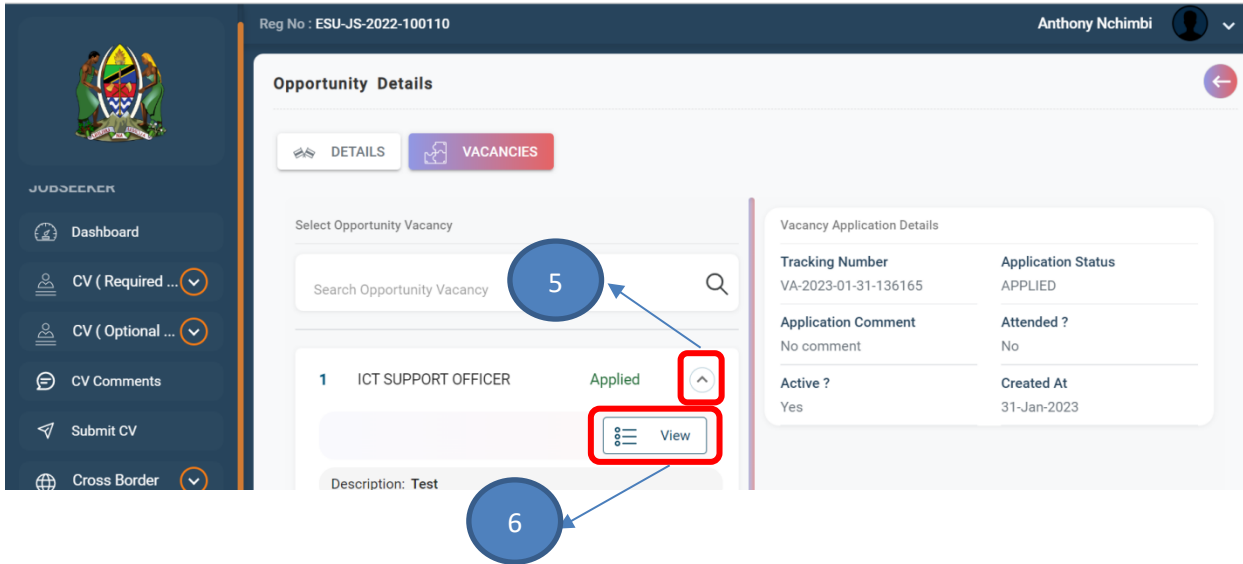 Reg No : ESU-JS-2022-100110
Anthony Nchimbi
Opportunity Details
DETAILS
VACANCIES
JOBSEEKER
Dashboard
CV ( Required ...
CV ( Optional ...
CV Comments
Submit CV
Cross Border
Select Opportunity Vacancy
Search Opportunity Vacancy
5
1 ICT SUPPORT OFFICER Applied
View
Description: Test
6
Vacancy Application Details
Tracking Number
VA-2023-01-31-136165
Application Status
APPLIED
Application Comment
No comment
Attended ?
No
Active ?
Yes
Created At
31-Jan-2023